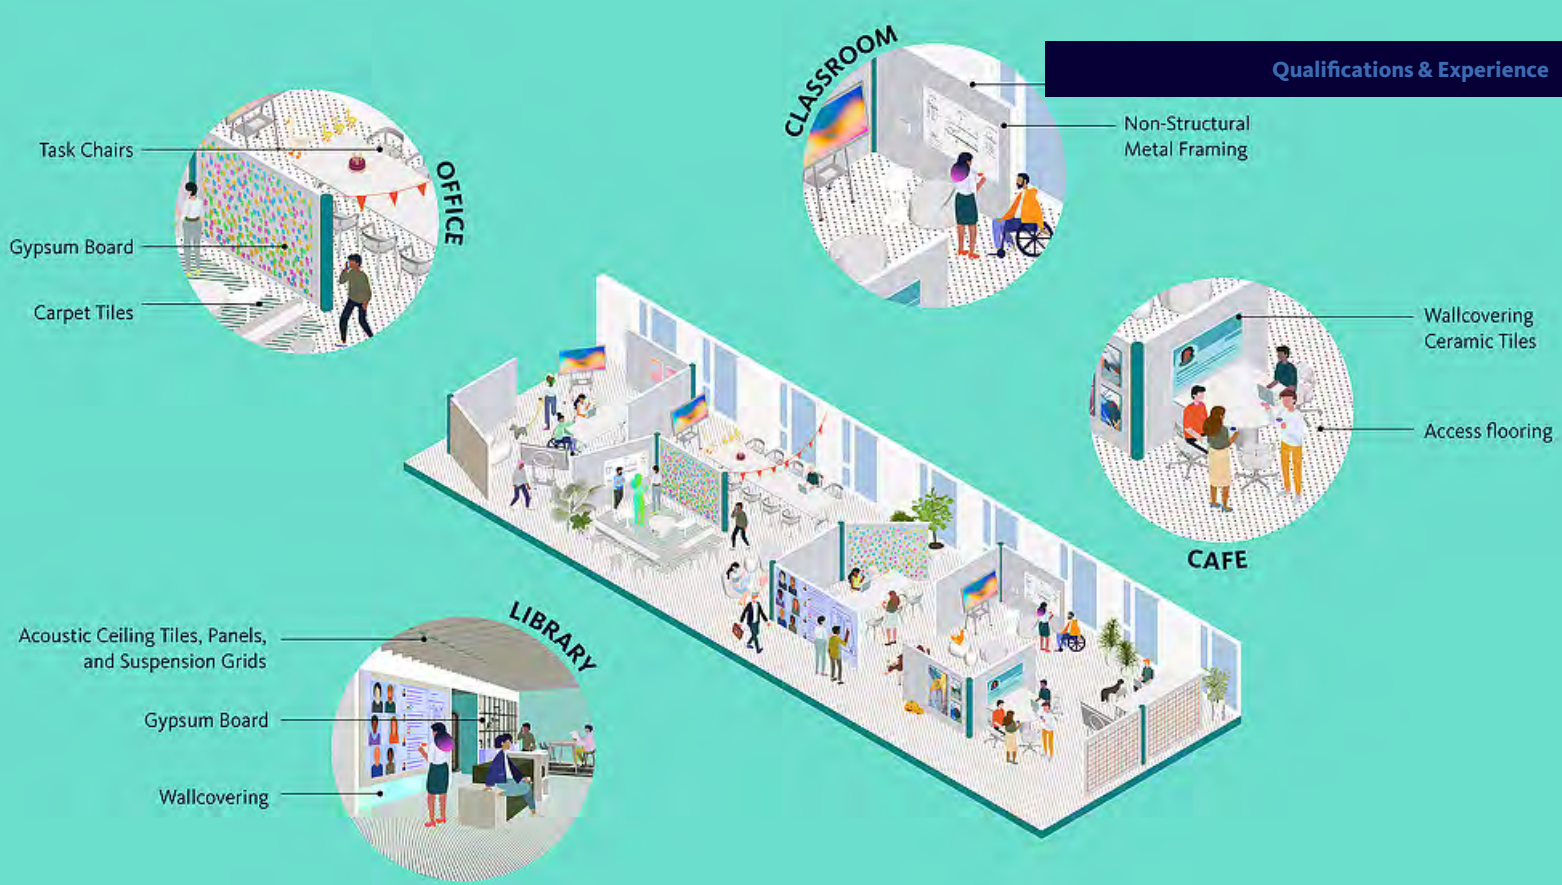 Qualifications & Experience
CLASSROOM
Non-Structural
Metal Framing
Task Chairs
OFFICE
Gypsum Board
Carpet Tiles
Wallcovering
Ceramic Tiles
Access flooring
CAFE
LIBRARY
Acoustic Ceiling Tiles, Panels,
and Suspension Grids
Gypsum Board
Wallcovering